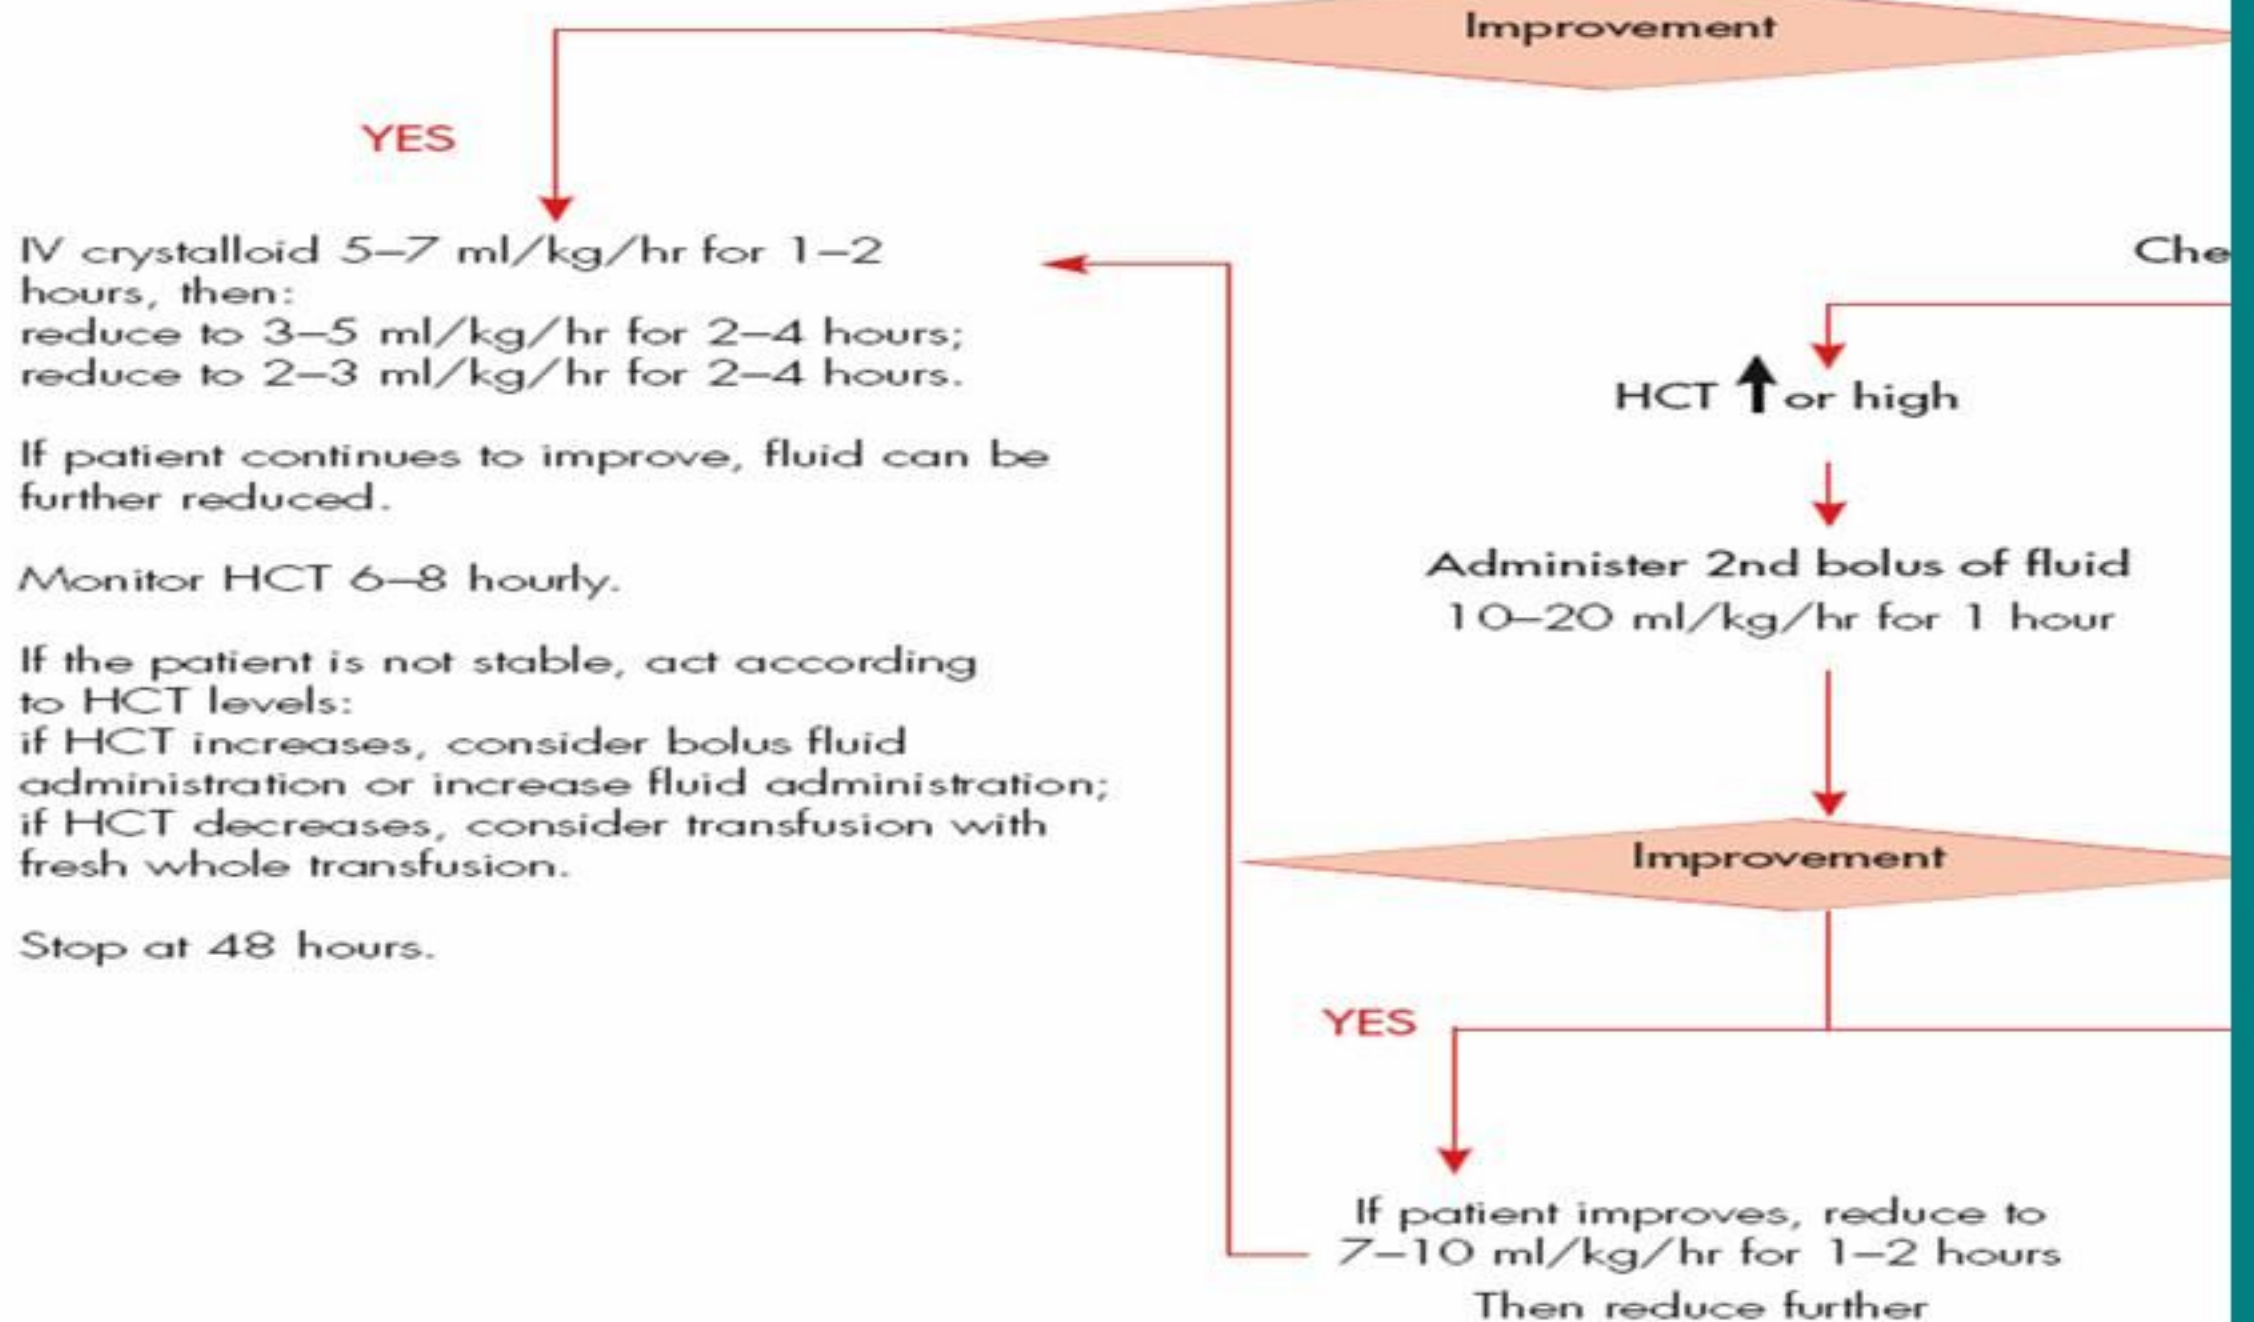 Improvement
YES
IV crystalloid 5–7 ml/kg/hr for 1–2
hours, then:
reduce to 3–5 ml/kg/hr for 2–4 hours;
reduce to 2–3 ml/kg/hr for 2–4 hours.
If patient continues to improve, fluid can be
further reduced.
Monitor HCT 6–8 hourly.
If the patient is not stable, act according
to HCT levels:
if HCT increases, consider bolus fluid
administration or increase fluid administration;
if HCT decreases, consider transfusion with
fresh whole transfusion.
Stop at 48 hours.
Che
HCT ↑ or high
Administer 2nd bolus of fluid
10–20 ml/kg/hr for 1 hour
Improvement
YES
If patient improves, reduce to
7–10 ml/kg/hr for 1–2 hours
Then reduce further